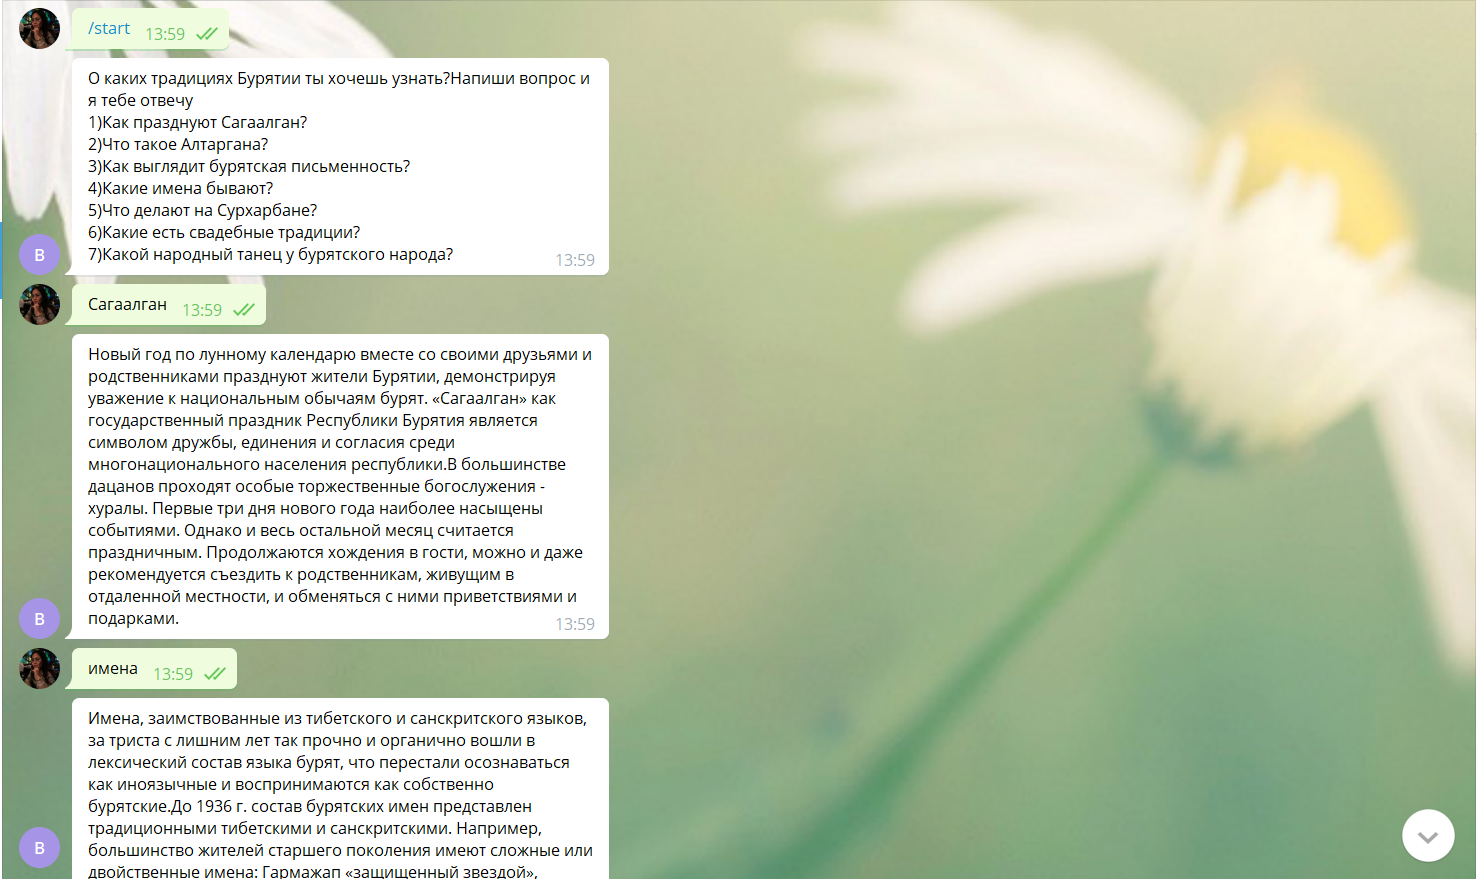 /start 13:59
О каких традициях Бурятии ты хочешь узнать?Напиши вопрос и
я тебе отвечу
1)Как празднуют Сагаалган?
2)Что такое Алтаргана?
3)Как выглядит бурятская письменность?
4)Какие имена бывают?
5)Что делают на Сурхарбане?
6)Какие есть свадебные традиции?
7)Какой народный танец у бурятского народа?
13:59
В
Сагаалган 13:59
Новый год по лунному календарю вместе со своими друзьями и
родственниками празднуют жители Бурятии, демонстрируя
уважение к национальным обычаям бурят. «Сагаалган» как
государственный праздник Республики Бурятия является
символом дружбы, единения и согласия среди
многонационального населения республики.В большинстве
дацанов проходят особые торжественные богослужения -
хуралы. Первые три дня нового года наиболее насыщены
событиями. Однако и весь остальной месяц считается
праздничным. Продолжаются хождения в гости, можно и даже
рекомендуется съездить к родственникам, живущим в
отдаленной местности, и обменяться с ними приветствиями и
подарками.
13:59
В
имена 13:59
Имена, заимствованные из тибетского и санскритского языков,
за триста с лишним лет так прочно и органично вошли в
лексический состав языка бурят, что перестали осознаваться
как иноязычные и воспринимаются как собственно
бурятские.До 1936 г. состав бурятских имен представлен
традиционными тибетскими и санскритскими. Например,
большинство жителей старшего поколения имеют сложные или
двойственные имена: Гармажап «защищенный звездой»,
В